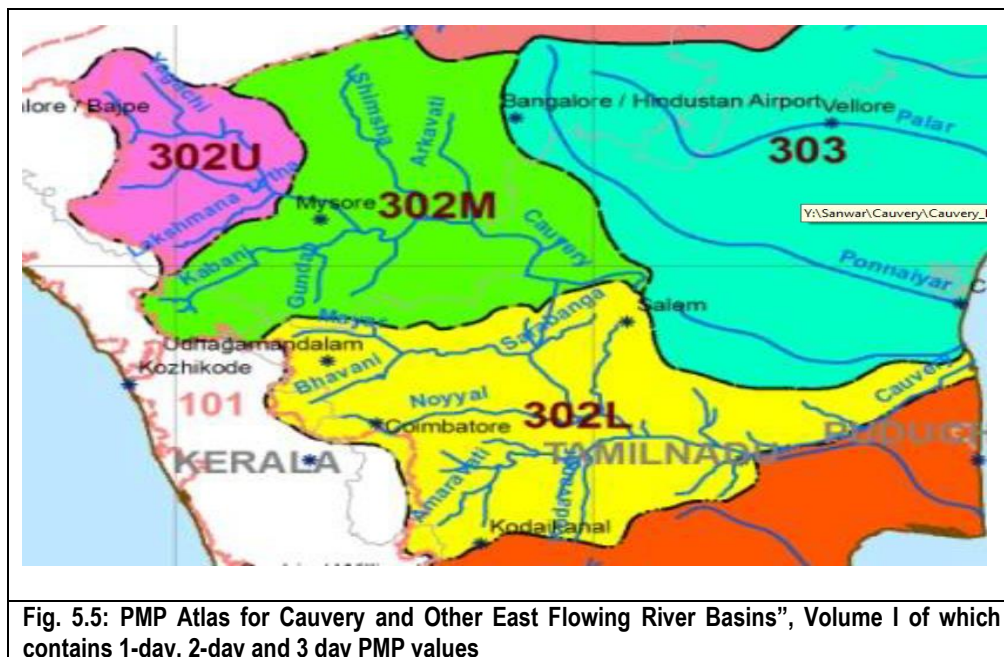 Yagachi
alore / Bajpe
Shimsha
Arkavati
Bangalore / Hindustan Airport
Vellore
Palar
302U
303
Lakshmana
Mysore
302M
Y:\Sanwar\Cauvery\Cauvery_
Cauvery
Kabani
Gundal
Ponnaiyar
C
Sarabanga
Salem
Moyar
Udhagamandalam
Bhavani
Kozhikode
Cauvery
101
Noyyal
302L
Coimbatore
KERALA
TAMILNADU
PUDUCH
Amaravati
Kodaikanal
Fig. 5.5: PMP Atlas for Cauvery and Other East Flowing River Basins”, Volume I of which
contains 1-day, 2-day and 3 day PMP values